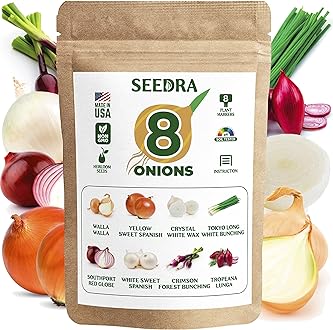 SEEDRA
MADE IN
USA
NON
GMO
HEIRLOOM
SEEDS
8
ONIONS
8
PLANT
MARKERS
INSTRUCTION
WALLA
WALLA
YELLOW
SWEET SPANISH
CRYSTAL
WHITE WAX
TOKYO LONG
WHITE BUNCHING
SOUTHPORT
RED GLOBE
WHITE SWEET
SPANISH
CRIMSON
FOREST BUNCHING
TROPEANA
LUNGA